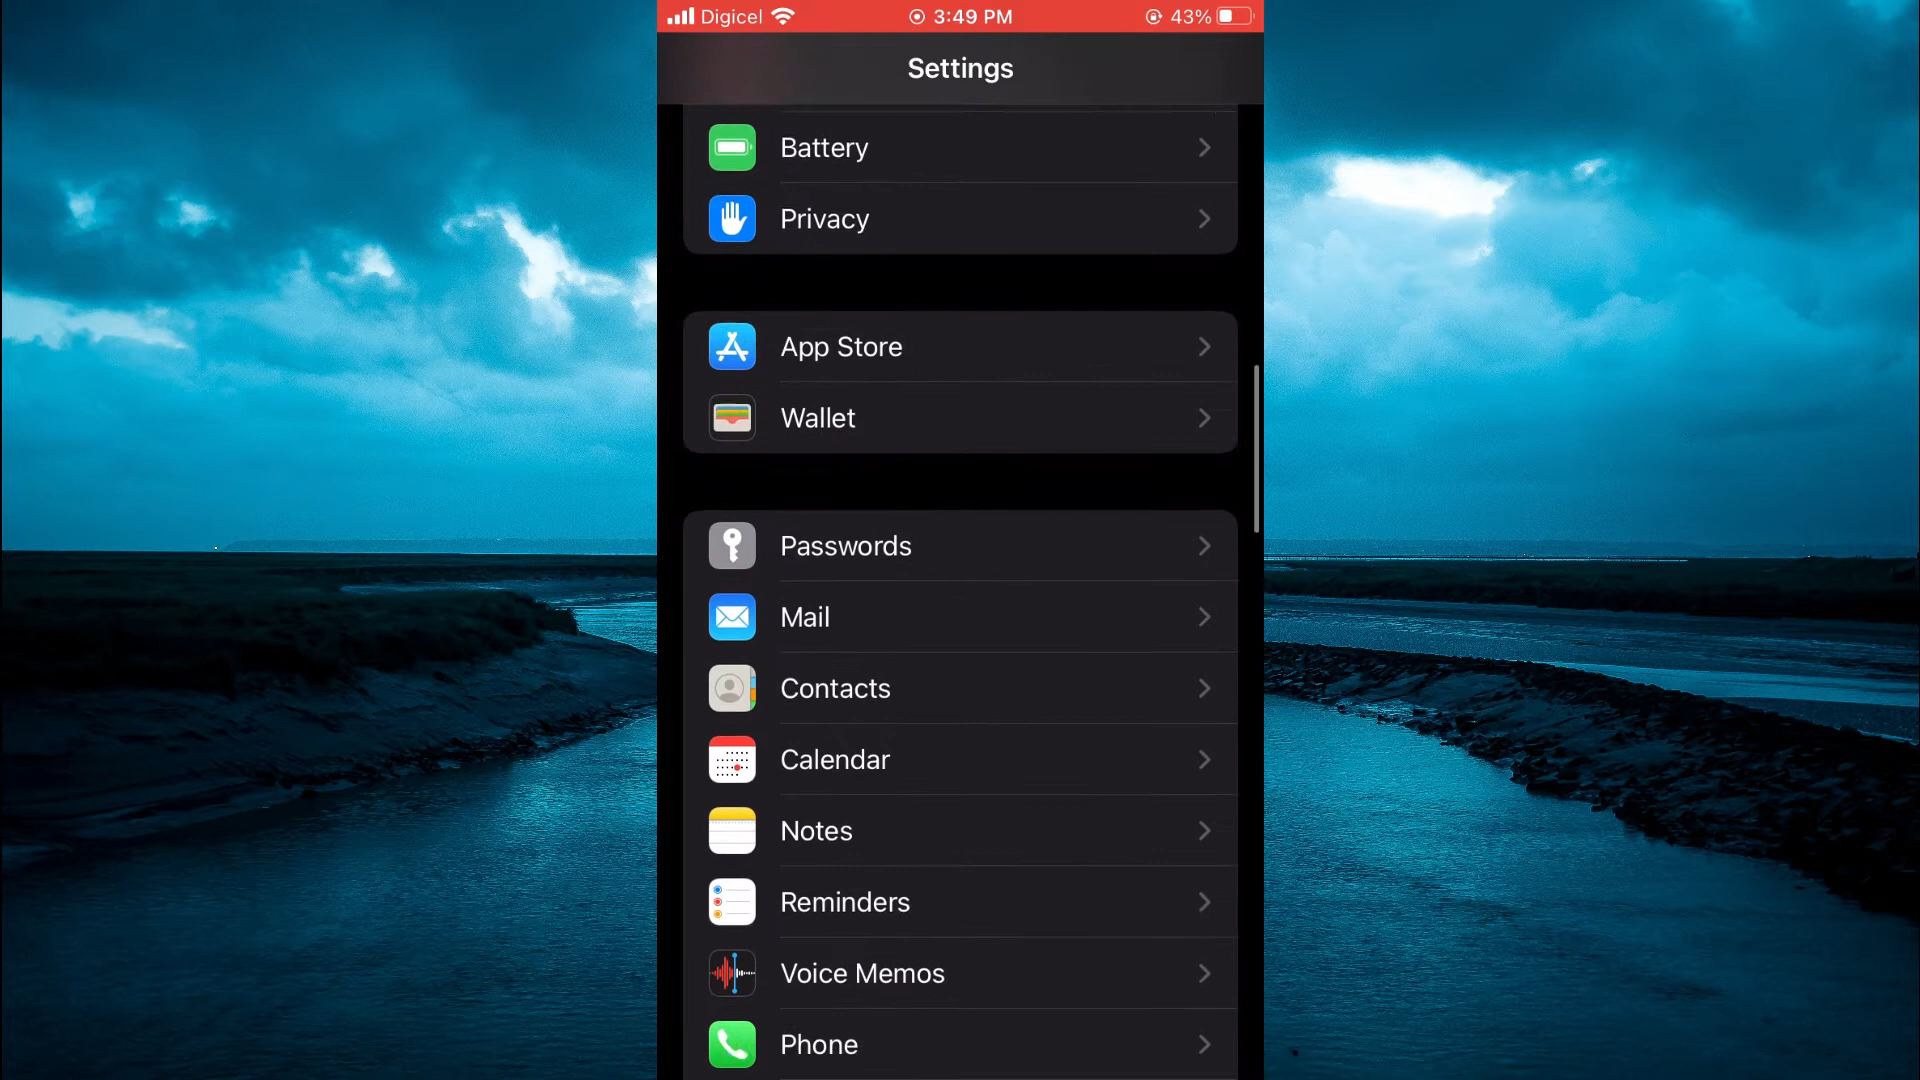 Digicel 3:49 PM 43%
Settings
Battery
Privacy
App Store
Wallet
Passwords
Mail
Contacts
Calendar
Notes
Reminders
Voice Memos
Phone